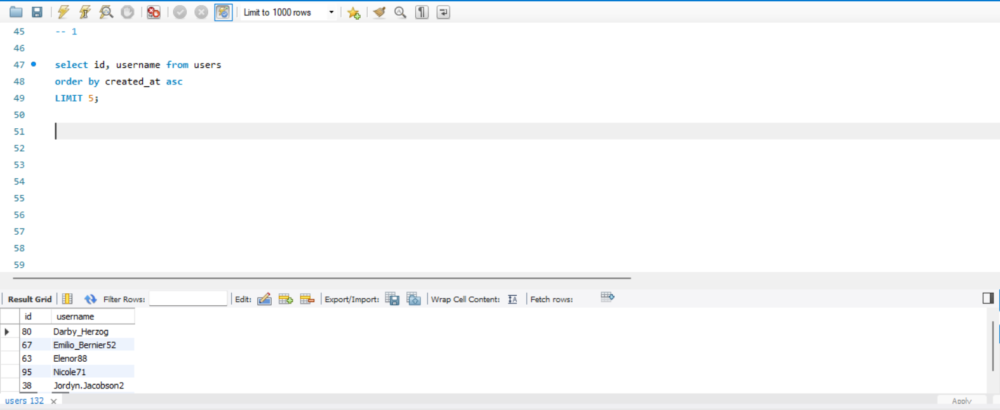 Limit to 1000 rows
45 -- 1
46
47 select id, username from users
48 order by created_at asc
49 LIMIT 5;
50
51
52
53
54
55
56
57
58
59
Result Grid Filter Rows: Edit: Export/Import: Wrap Cell Content: IA Fetch rows:
id username
80 Darby_Herzog
67 Emilio_Bernier52
63 Elenor88
95 Nicole71
38 Jordyn.Jacobson2
users 132 Apply